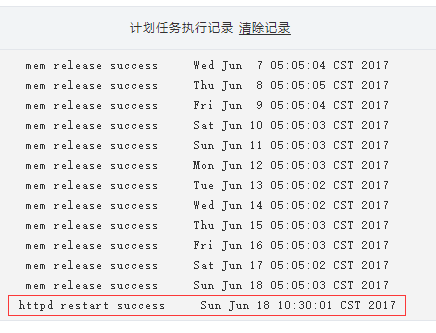 计划任务执行记录 清除记录
mem release success Wed Jun 7 05:05:04 CST 2017
mem release success Thu Jun 8 05:05:05 CST 2017
mem release success Fri Jun 9 05:05:04 CST 2017
mem release success Sat Jun 10 05:05:03 CST 2017
mem release success Sun Jun 11 05:05:03 CST 2017
mem release success Mon Jun 12 05:05:03 CST 2017
mem release success Tue Jun 13 05:05:02 CST 2017
mem release success Wed Jun 14 05:05:02 CST 2017
mem release success Thu Jun 15 05:05:03 CST 2017
mem release success Fri Jun 16 05:05:03 CST 2017
mem release success Sat Jun 17 05:05:02 CST 2017
mem release success Sun Jun 18 05:05:03 CST 2017
httpd restart success Sun Jun 18 10:30:01 CST 2017